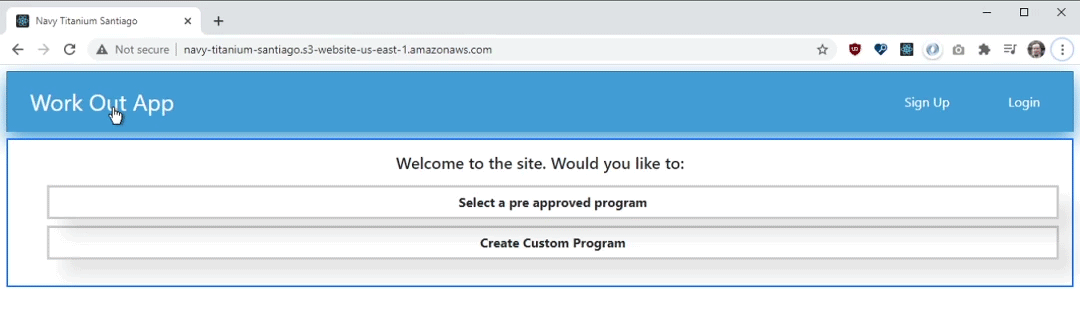 Navy Titanium Santiago
Not secure | navy-titanium-santiago.s3-website-us-east-1.amazonaws.com
Work Out App
Sign Up
Login
Welcome to the site. Would you like to:
Select a pre approved program
Create Custom Program